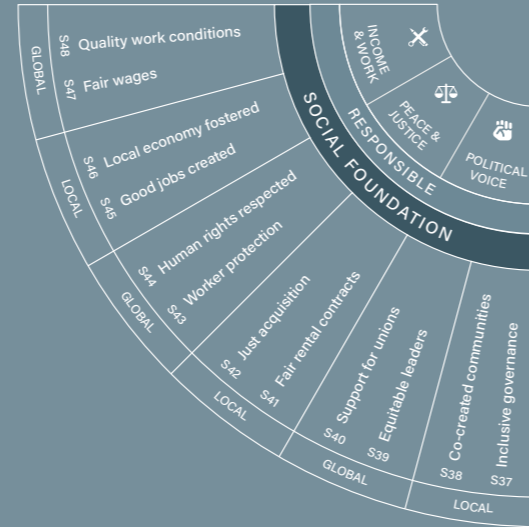 GLOBAL
S48 Quality work conditions
S47 Fair wages
LOCAL
S46 Local economy fostered
S45 Good jobs created
GLOBAL
S44 Human rights respected
S43 Worker protection
LOCAL
S42 Just acquisition
S41 Fair rental contracts
GLOBAL
S40 Support for unions
S39 Equitable leaders
LOCAL
S38 Co-created communities
S37 Inclusive governance
SOCIAL FOUNDATION
RESPONSIBLE
INCOME
& WORK
PEACE &
JUSTICE
POLITICAL
VOICE